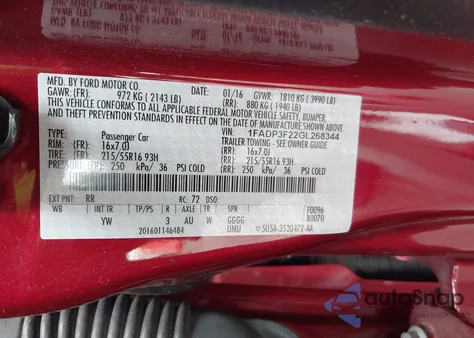 MFD. BY FORD MOTOR CO.
GAWR: (FR): 972 KG ( 2143 LB) 01/16 GVWR: 1810 KG ( 3990 LB)
(RR): 880 KG ( 1940 LB)
THIS VEHICLE CONFORMS TO ALL APPLICABLE FEDERAL MOTOR VEHICLE SAFETY, BUMPER,
AND THEFT PREVENTION STANDARDS IN EFFECT ON THE DATE OF MANUFACTURE SHOWN ABOVE.
VIN: 1FADP3F22GL268344
TYPE: Passenger Car TRAILER TOWING - SEE OWNER GUIDE
RIM: (FR): 16x7.0J (RR): 16x7.0J
TIRE: (FR): 215/55R16 93H (RR): 215/55R16 93H
PRESSURE: (FR): 250 kPa/ 36 PSI COLD (RR): 250 kPa/ 36 PSI COLD
EXT PNT: RR RC: 72 DSO: F0096
WB INT TR TP/PS R AXLE TR SPR R0070
YW 3 AU W GGGG
201601146484 UMU 5U5A-3520472-AA
autoSnap